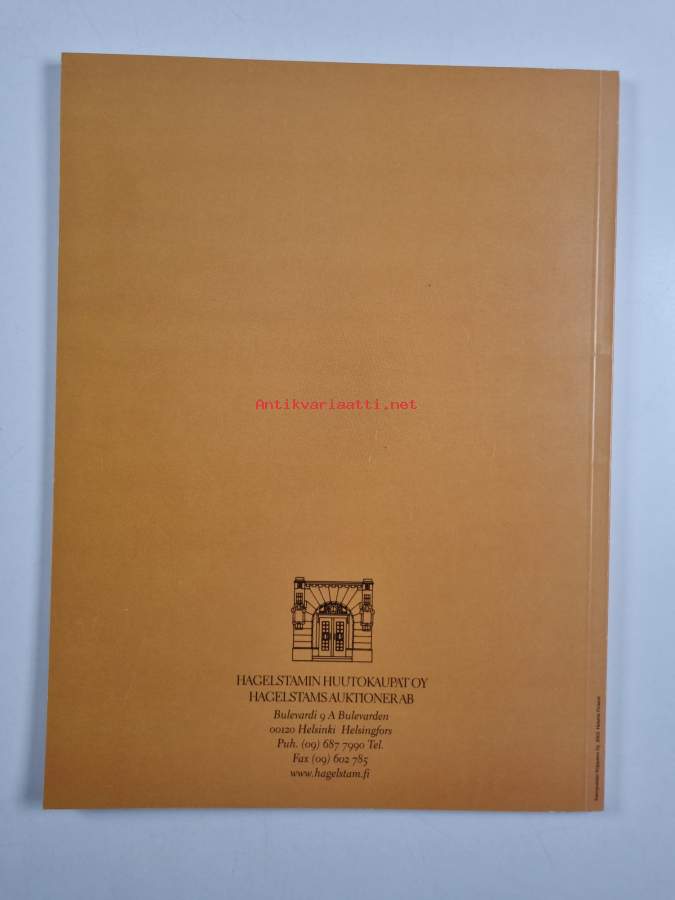 Antikvariaatti.net
HAGELSTAMIN HUUTOKAUPAT OY
HAGELSTAMS AUKTIONER AB
Bulevardi 9 A Bulevarden
00120 Helsinki Helsingfors
Puh. (09) 687 7990 Tel.
Fax (09) 602 785
www.hagelstam.fi